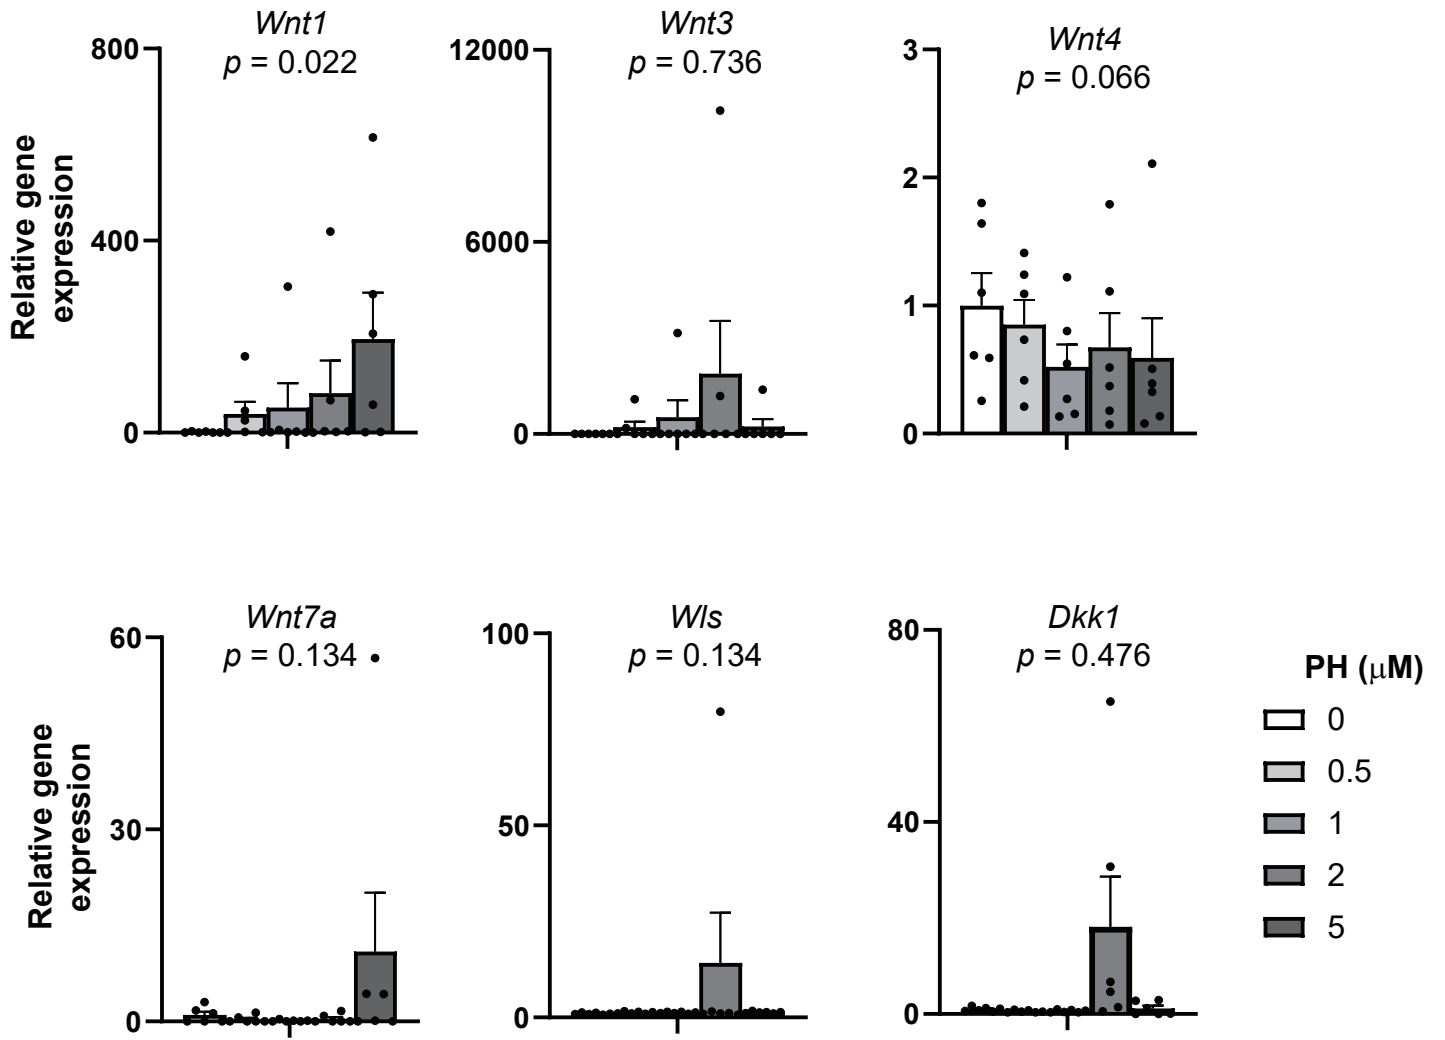 Wnt1
p = 0.022
800
400
0
Relative gene
expression
Wnt3
p = 0.736
12000
6000
0
Wnt4
p = 0.066
3
2
1
0
Wnt7a
p = 0.134
60
30
0
Relative gene
expression
Wls
p = 0.134
100
50
0
Dkk1
p = 0.476
80
40
0
PH (μM)
0
0.5
1
2
5